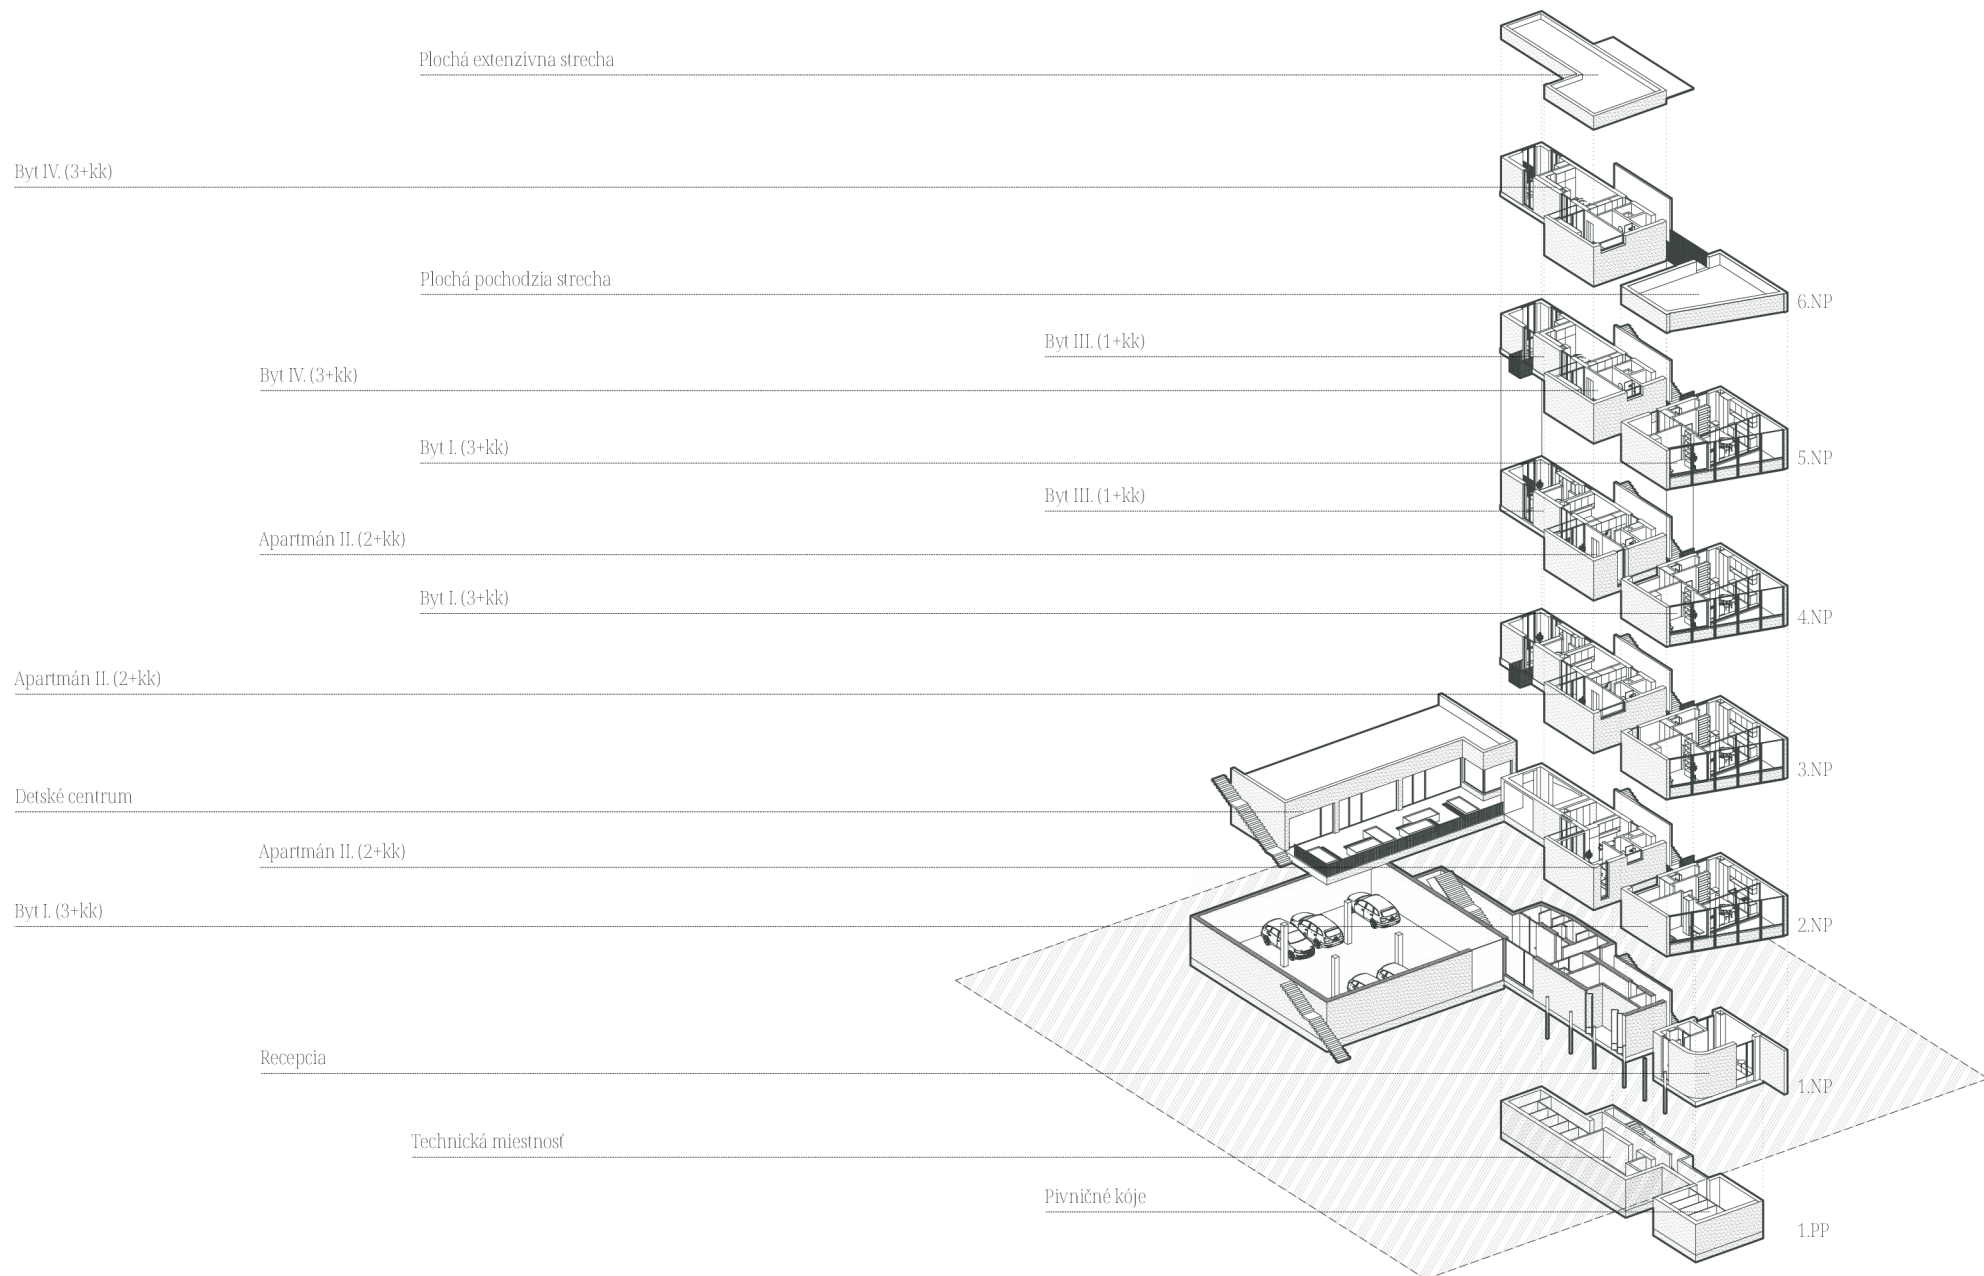 Plochá extenzívna strecha
Byt IV. (3+kk)
Plochá pochodzia strecha
6.NP
Byt III. (1+kk)
Byt IV. (3+kk)
Byt I. (3+kk)
5.NP
Byt III. (1+kk)
Apartmán II. (2+kk)
Byt I. (3+kk)
4.NP
Apartmán II. (2+kk)
3.NP
Detské centrum
Apartmán II. (2+kk)
Byt I. (3+kk)
2.NP
Recepcia
1.NP
Technická miestnosť
Pivničné kóje
1.PP